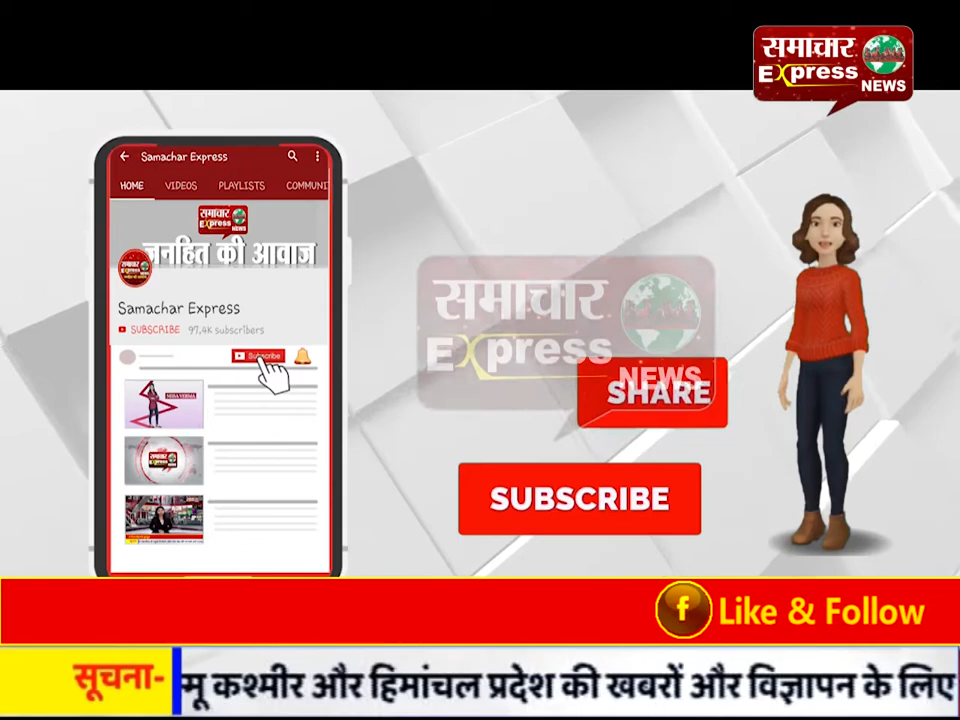 समाचार
Express
NEWS
Samachar Express
HOME VIDEOS PLAYLISTS COMMUNI
समाचार
Express
NEWS
जनहित की आवाज
Samachar Express
SUBSCRIBE 97.4K subscribers
Subscribe
समाचार
Express
NEWS
SHARE
SUBSCRIBE
f Like & Follow
सूचना- मू कश्मीर और हिमांचल प्रदेश की खबरों और विज्ञापन के लिए